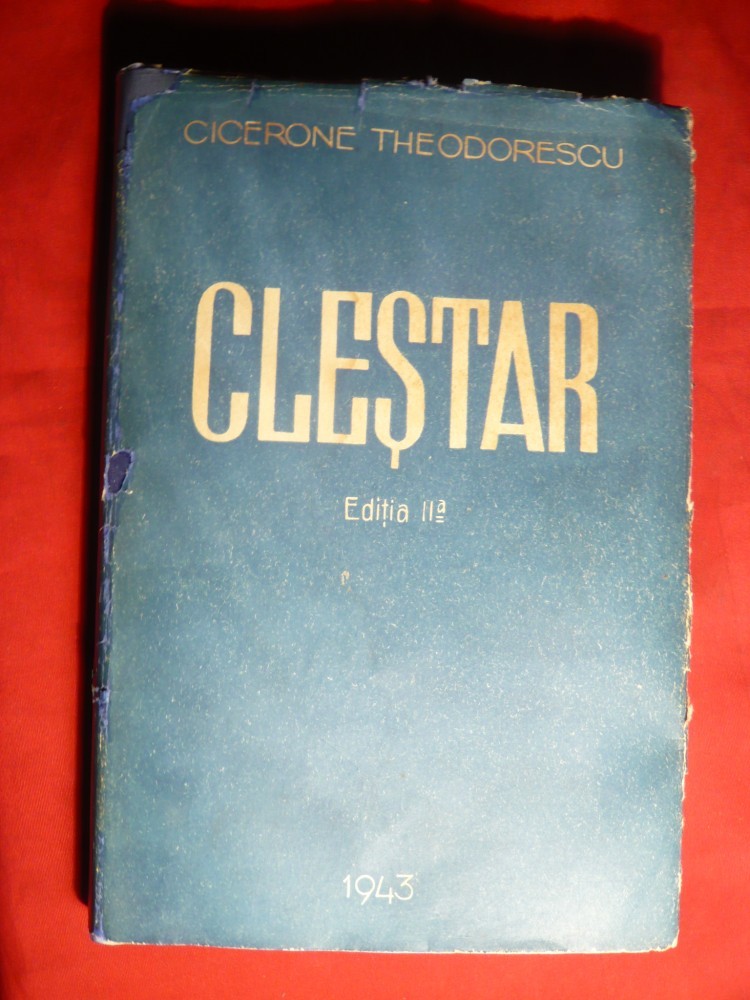 CICERONE THEODORESCU
CLEȘTAR
Ediția IIª
1943